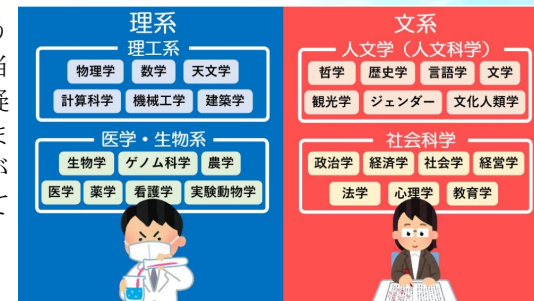 理系
理工系
物理学 数学 天文学
計算科学 機械工学 建築学
医学・生物系
生物学 ゲノム科学 農学
医学 薬学 看護学 実験動物学
文系
人文学（人文科学）
哲学 歴史学 言語学 文学
観光学 ジェンダー 文化人類学
社会科学
政治学 経済学 社会学 経営学
法学 心理学 教育学